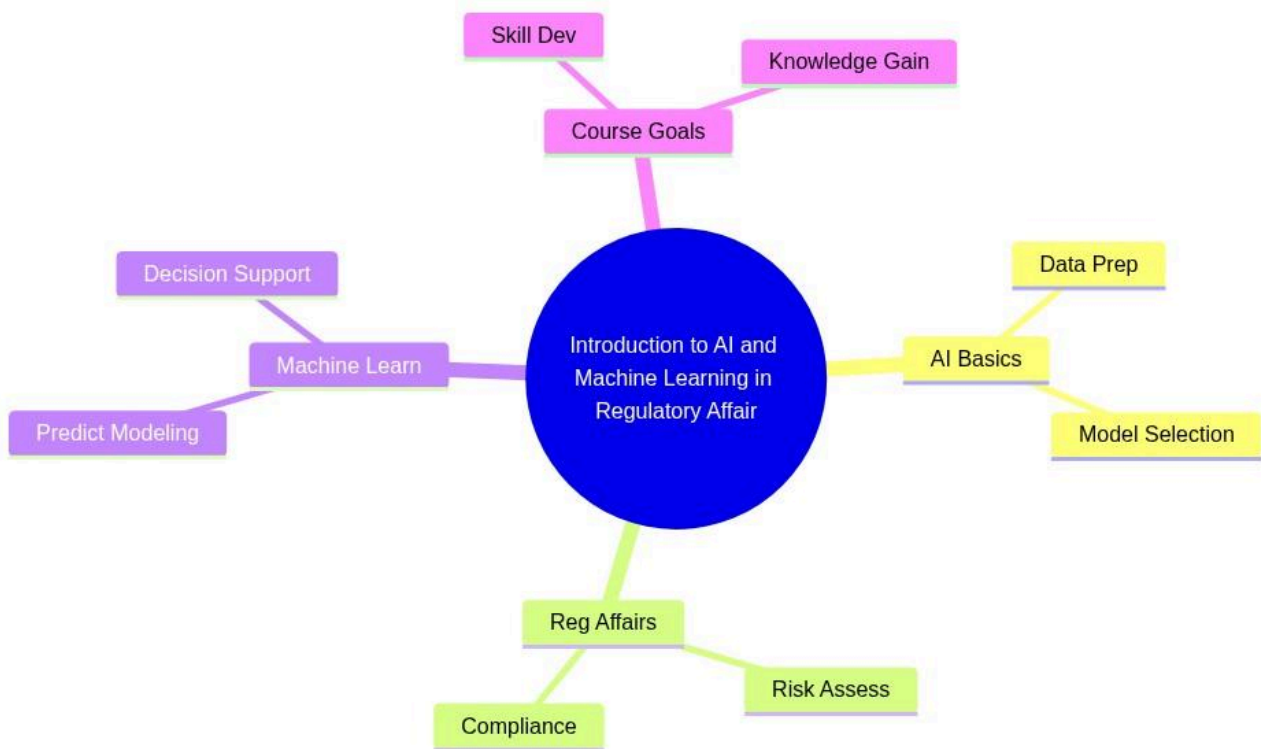 Skill Dev
Knowledge Gain
Course Goals
Decision Support
Machine Learn
Predict Modeling
Introduction to AI and
Machine Learning in
Regulatory Affair
Data Prep
AI Basics
Model Selection
Reg Affairs
Risk Assess
Compliance